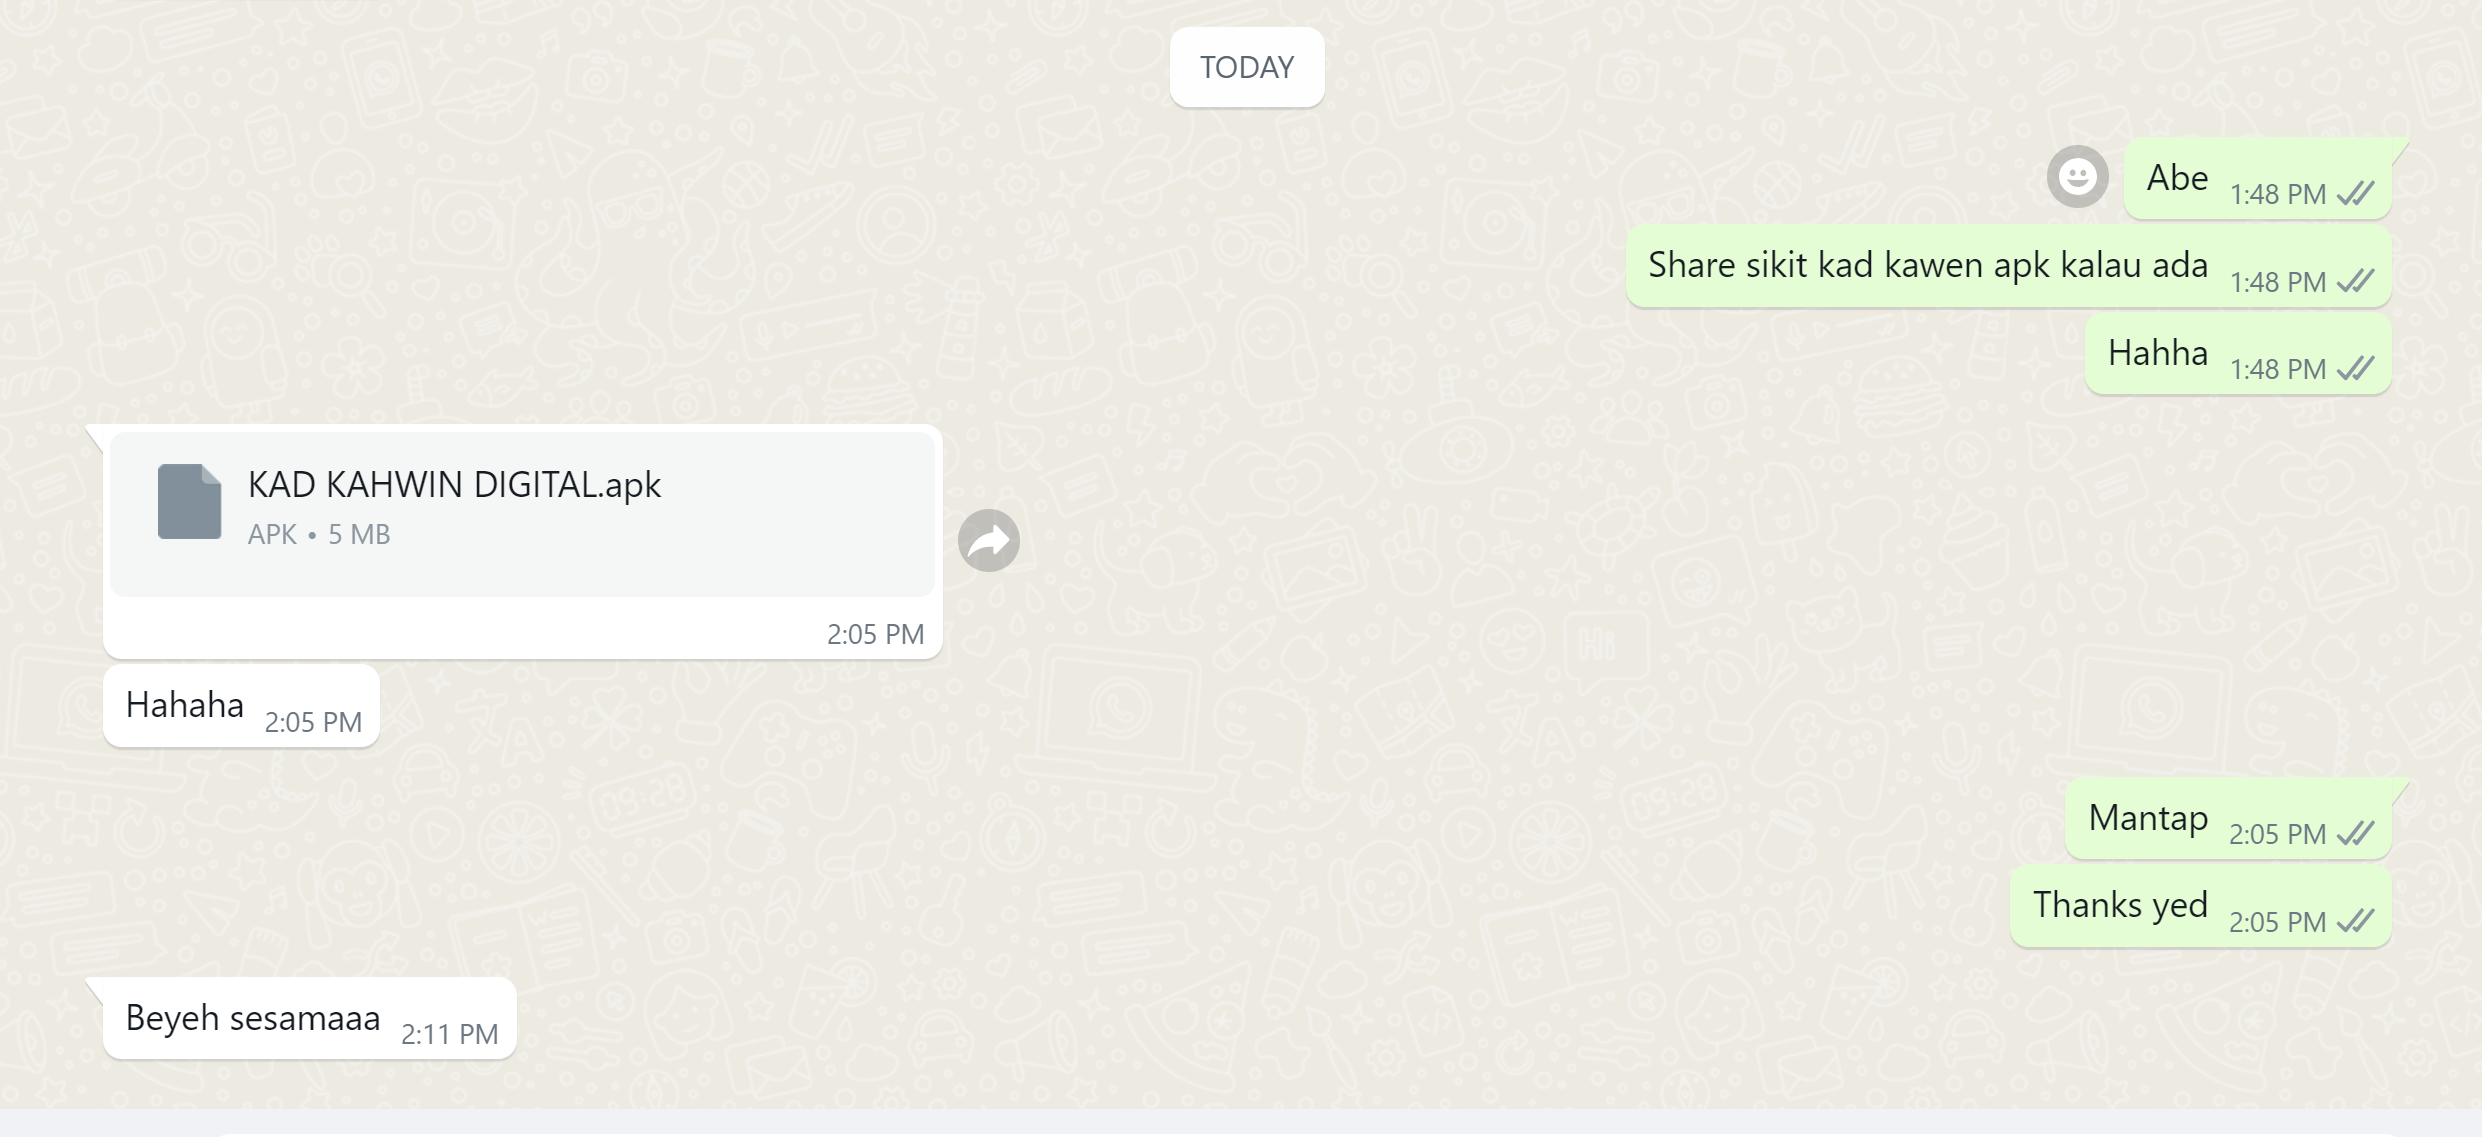 TODAY
Abe 1:48 PM
Share sikit kad kawen apk kalau ada 1:48 PM
Hahha 1:48 PM
KAD KAHWIN DIGITAL.apk
APK • 5 MB
2:05 PM
Hahaha 2:05 PM
Mantap 2:05 PM
Thanks yed 2:05 PM
Beyeh sesamaaa 2:11 PM